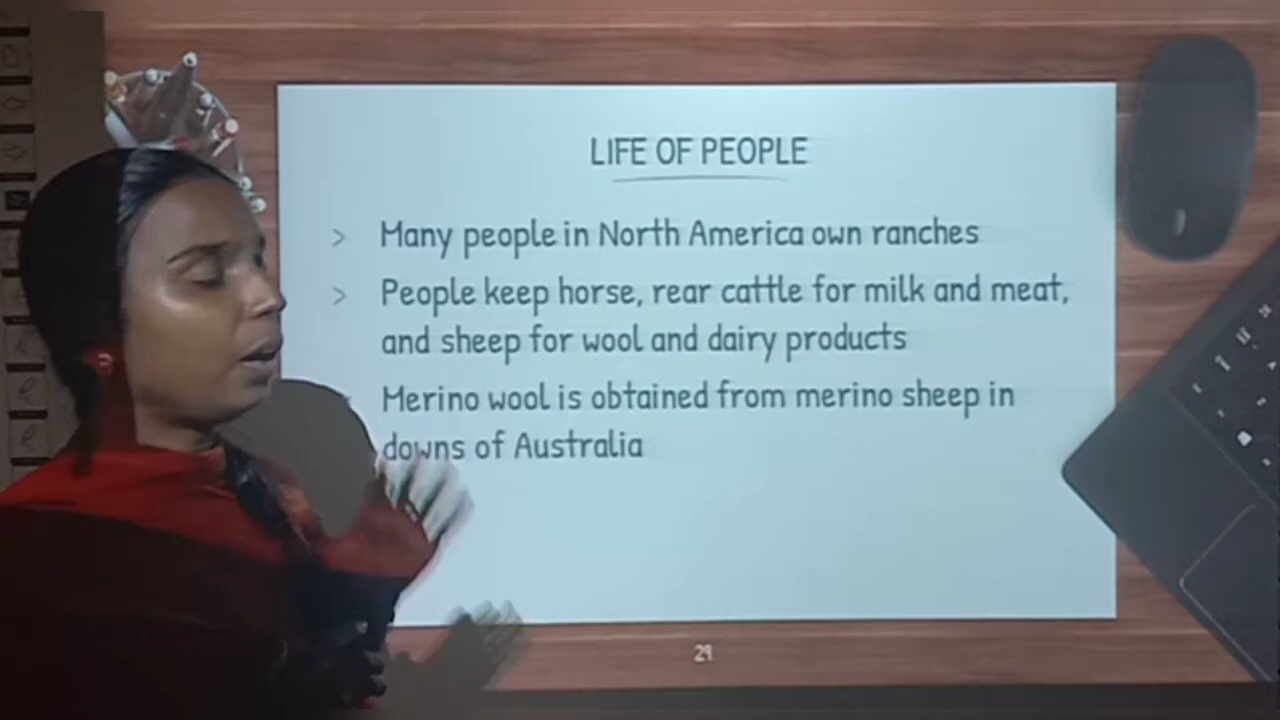 LIFE OF PEOPLE
> Many people in North America own ranches
> People keep horse, rear cattle for milk and meat,
and sheep for wool and dairy products
Merino wool is obtained from merino sheep in
downs of Australia
29